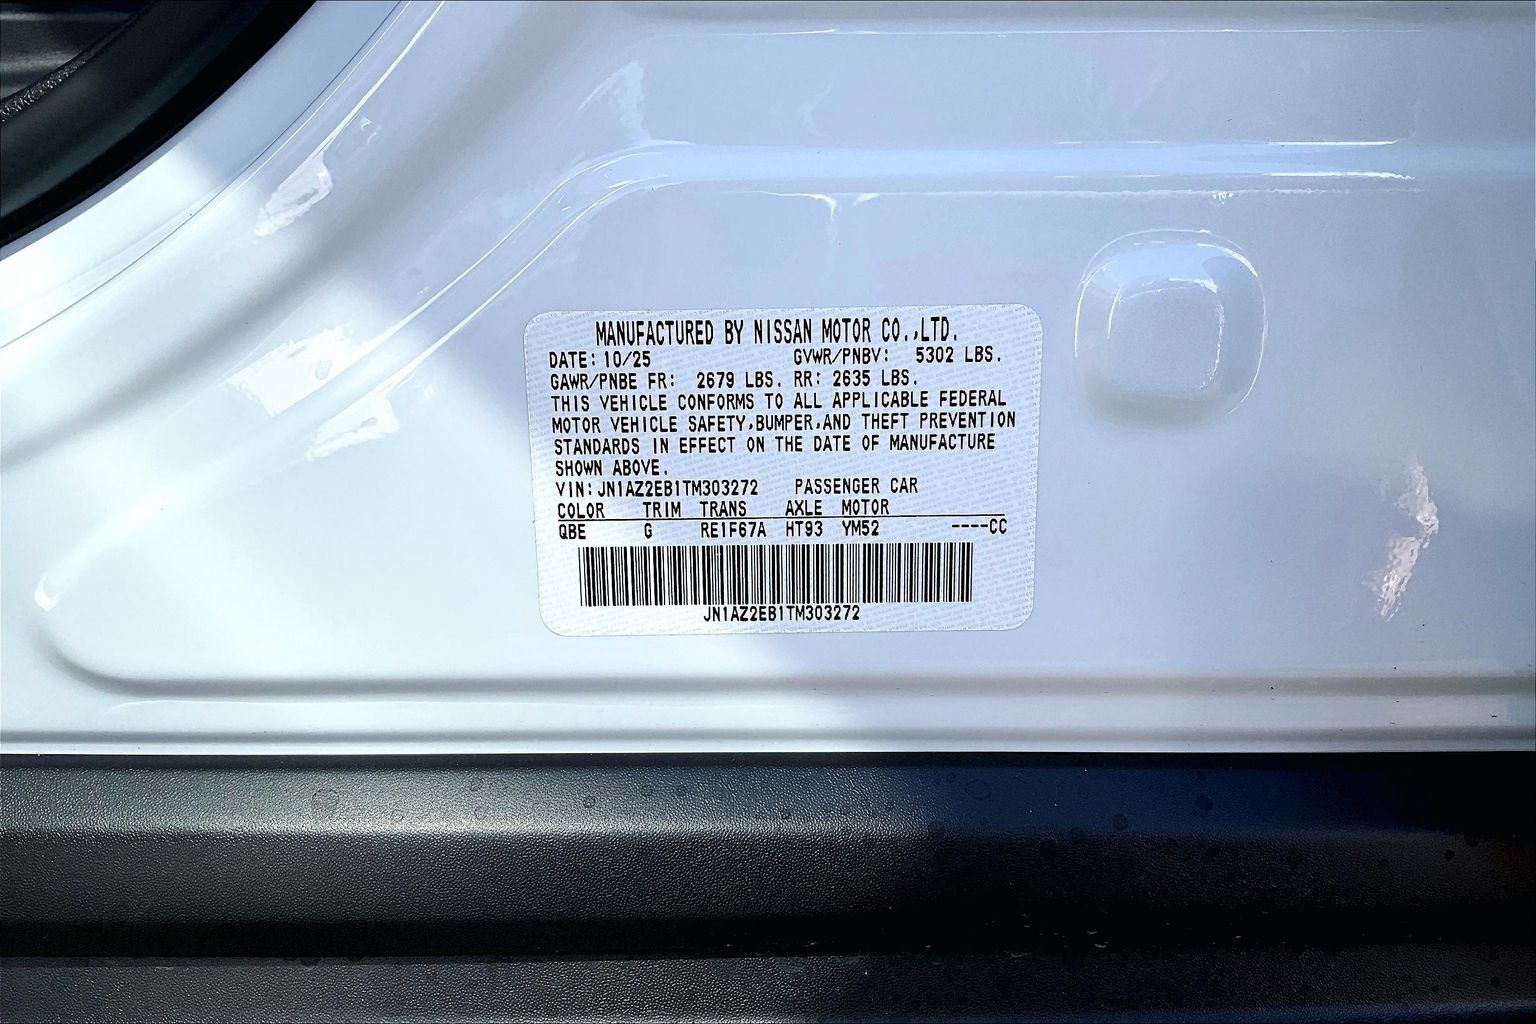 MANUFACTURED BY NISSAN MOTOR CO.,LTD.
DATE: 10/25 GVWR/PNBV: 5302 LBS.
GAWR/PNBE FR: 2679 LBS. RR: 2635 LBS.
THIS VEHICLE CONFORMS TO ALL APPLICABLE FEDERAL
MOTOR VEHICLE SAFETY,BUMPER,AND THEFT PREVENTION
STANDARDS IN EFFECT ON THE DATE OF MANUFACTURE
SHOWN ABOVE.
VIN:JN1AZ2EB1TM303272 PASSENGER CAR
COLOR TRIM TRANS AXLE MOTOR
QBE G RE1F67A HT93 YM52 ----CC
JN1AZ2EB1TM303272